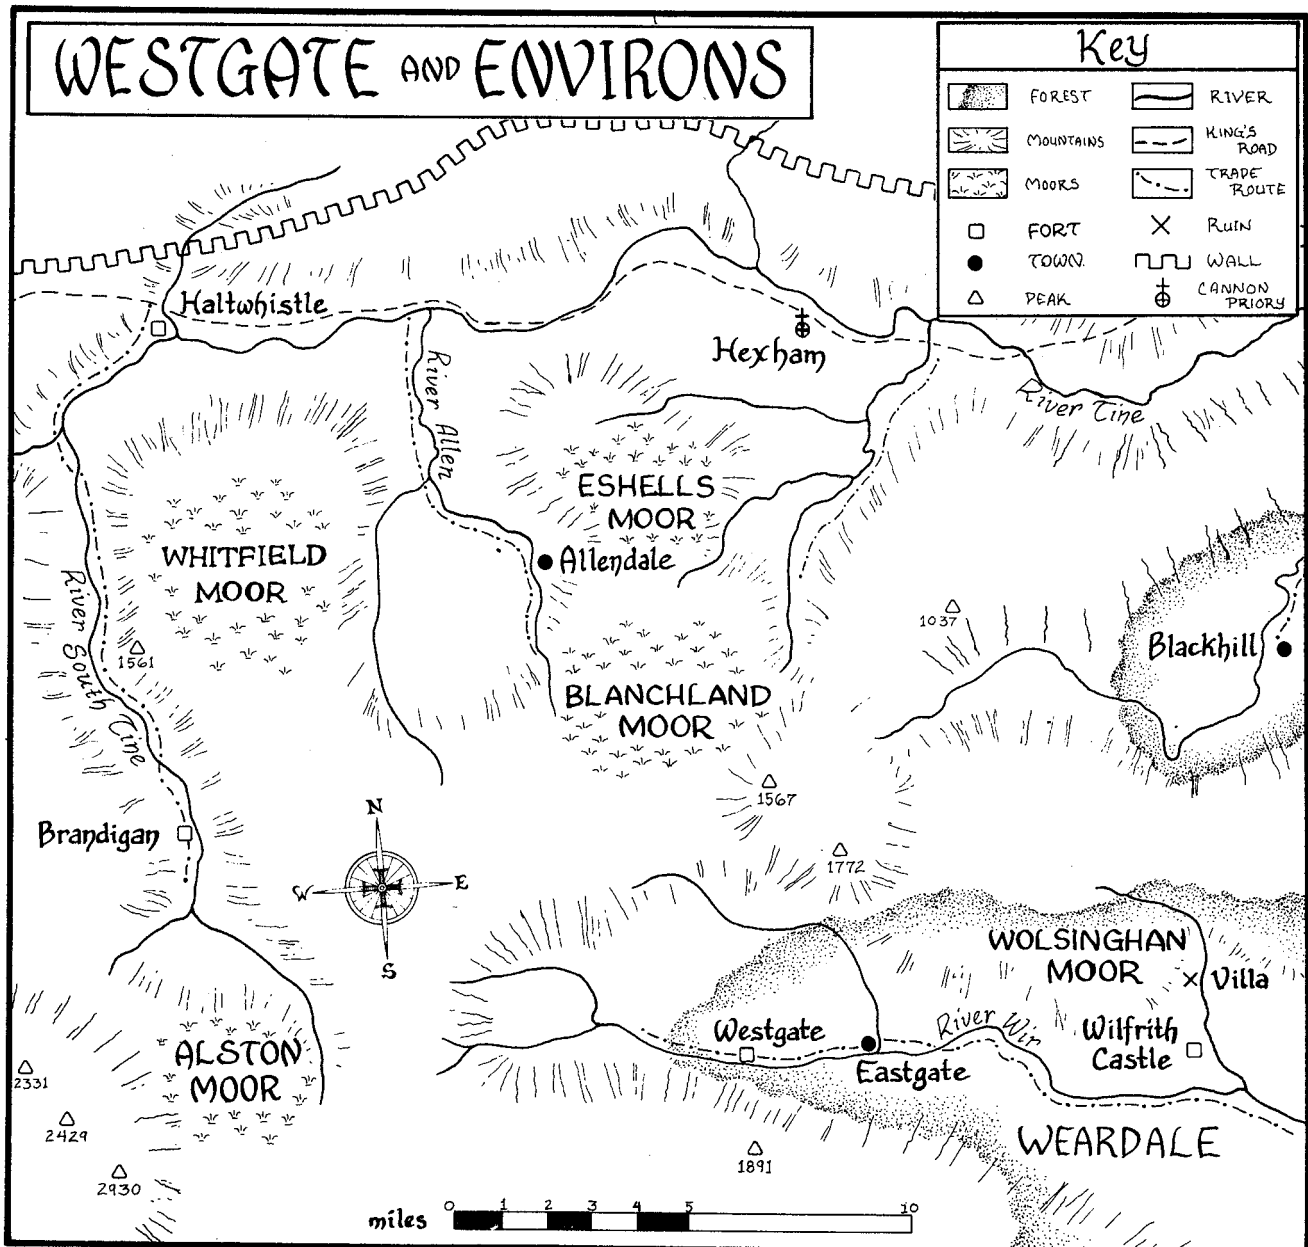 WESTGATE AND ENVIRONS
Key
FOREST
RIVER
MOUNTAINS
KING'S
ROAD
MOORS
TRADE
ROUTE
FORT
RUIN
TOWN.
WALL
PEAK
CANNON
PRIORY
Haltwhistle
Hexham
River Allen
River Tine
ESHELLS
MOOR
WHITFIELD
MOOR
Allendale
River South Tine
1561
1037
Blackhill
BLANCHLAND
MOOR
1567
Brandigan
N
W
E
S
1772
WOLSINGHAN
MOOR
Villa
Westgate
River Wir
Wilfrith
Castle
Eastgate
ALSTON
MOOR
2331
2429
2930
WEARDALE
1891
miles
0 1 2 3 4 5 10